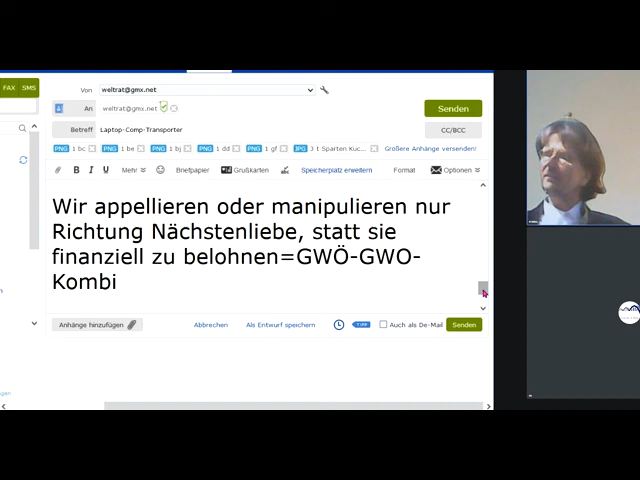 FAX SMS
Von weltrat@gmx.net
An weltrat@gmx.net
Senden
Betreff Laptop-Comp-Transporter
CC/BCC
PNG 1 bc PNG 1 be PNG 1 bj PNG 1 dd PNG 1 gf JPG 3 t Sparten Kuc... Größere Anhänge versenden!
B I U Mehr Briefpapier Grußkarten Speicherplatz erweitern Format Optionen
Wir appellieren oder manipulieren nur
Richtung Nächstenliebe, statt sie
finanziell zu belohnen=GWÖ-GWO-
Kombi
Anhänge hinzufügen Abbrechen Als Entwurf speichern TIPP Auch als De-Mail Senden